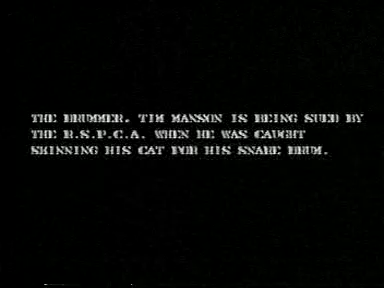 THE DRUMMER. TIM MANSON IS BEING SUED BY
THE R.S.P.C.A. WHEN HE WAS CAUGHT
SKINNING HIS CAT FOR HIS SNARE DRUM.